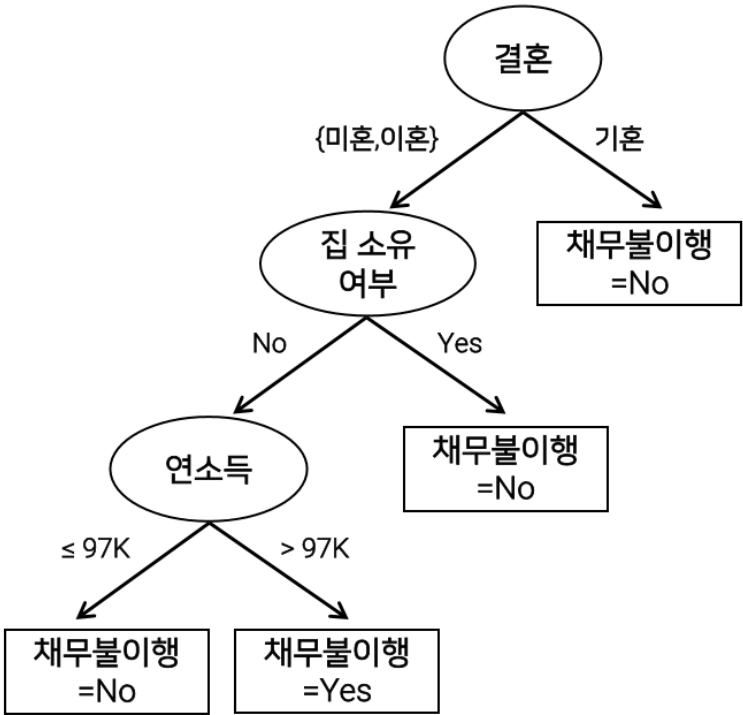 결혼
{미혼,이혼}
기혼
집 소유
여부
채무불이행
=No
No
Yes
연소득
채무불이행
=No
≤ 97K
> 97K
채무불이행
=No
채무불이행
=Yes